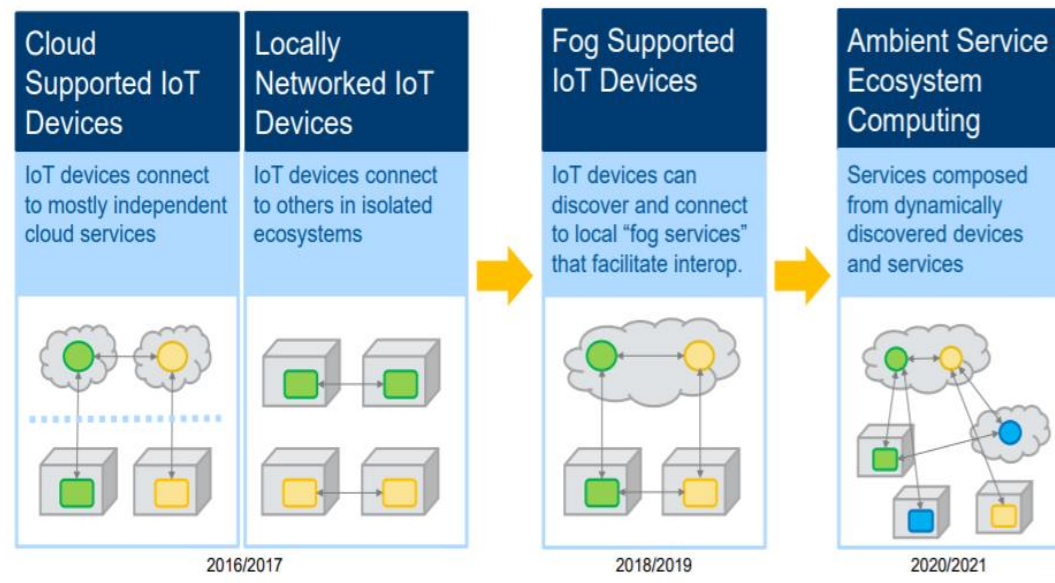 Cloud
Supported IoT
Devices
IoT devices connect
to mostly independent
cloud services
Locally
Networked IoT
Devices
IoT devices connect
to others in isolated
ecosystems
2016/2017
Fog Supported
IoT Devices
IoT devices can
discover and connect
to local “fog services”
that facilitate interop.
2018/2019
Ambient Service
Ecosystem
Computing
Services composed
from dynamically
discovered devices
and services
2020/2021